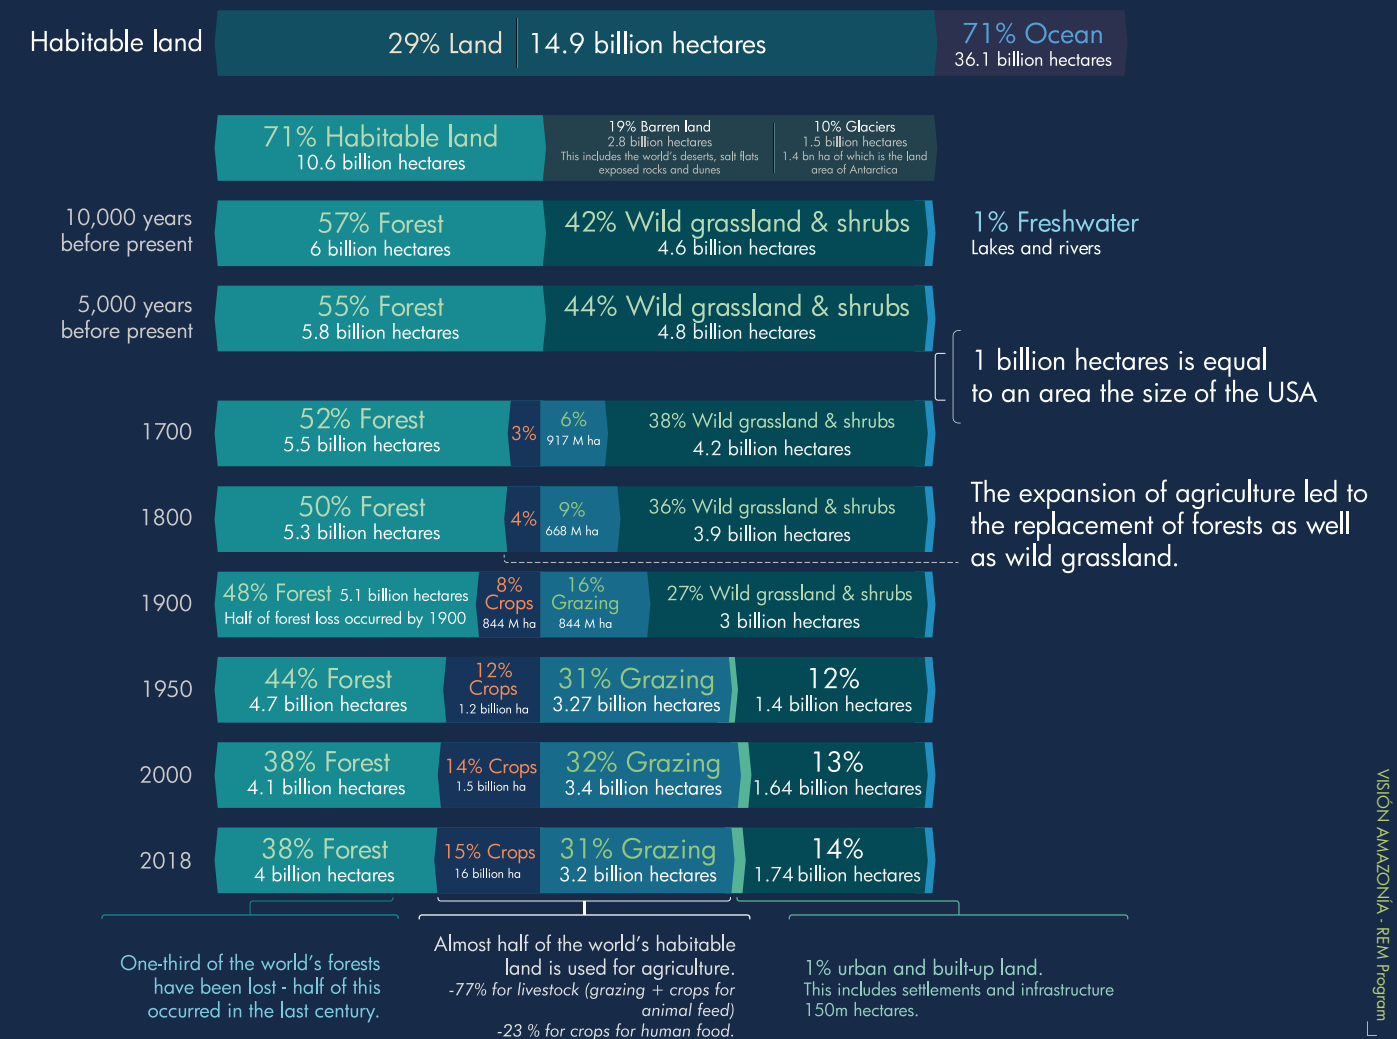 Habitable land
29% Land | 14.9 billion hectares
71% Ocean
36.1 billion hectares
71% Habitable land
10.6 billion hectares
19% Barren land
2.8 billion hectares
This includes the world's deserts, salt flats
exposed rocks and dunes
10% Glaciers
1.5 billion hectares
1.4 bn ha of which is the land
area of Antarctica
10,000 years
before present
57% Forest
6 billion hectares
42% Wild grassland & shrubs
4.6 billion hectares
1% Freshwater
Lakes and rivers
5,000 years
before present
55% Forest
5.8 billion hectares
44% Wild grassland & shrubs
4.8 billion hectares
1 billion hectares is equal
to an area the size of the USA
1700
52% Forest
5.5 billion hectares
3%
6%
917 M ha
38% Wild grassland & shrubs
4.2 billion hectares
1800
50% Forest
5.3 billion hectares
4%
9%
668 M ha
36% Wild grassland & shrubs
3.9 billion hectares
The expansion of agriculture led to
the replacement of forests as well
as wild grassland.
1900
48% Forest 5.1 billion hectares
Half of forest loss occurred by 1900
8%
Crops
844 M ha
16%
Grazing
844 M ha
27% Wild grassland & shrubs
3 billion hectares
1950
44% Forest
4.7 billion hectares
12%
Crops
1.2 billion ha
31% Grazing
3.27 billion hectares
12%
1.4 billion hectares
2000
38% Forest
4.1 billion hectares
14% Crops
1.5 billion ha
32% Grazing
3.4 billion hectares
13%
1.64 billion hectares
2018
38% Forest
4 billion hectares
15% Crops
16 billion ha
31% Grazing
3.2 billion hectares
14%
1.74 billion hectares
One-third of the world's forests
have been lost - half of this
occurred in the last century.
Almost half of the world's habitable
land is used for agriculture.
-77% for livestock (grazing + crops for
animal feed)
-23 % for crops for human food.
1% urban and built-up land.
This includes settlements and infrastructure
150m hectares.
VISIÓN AMAZONÍA - REM Program